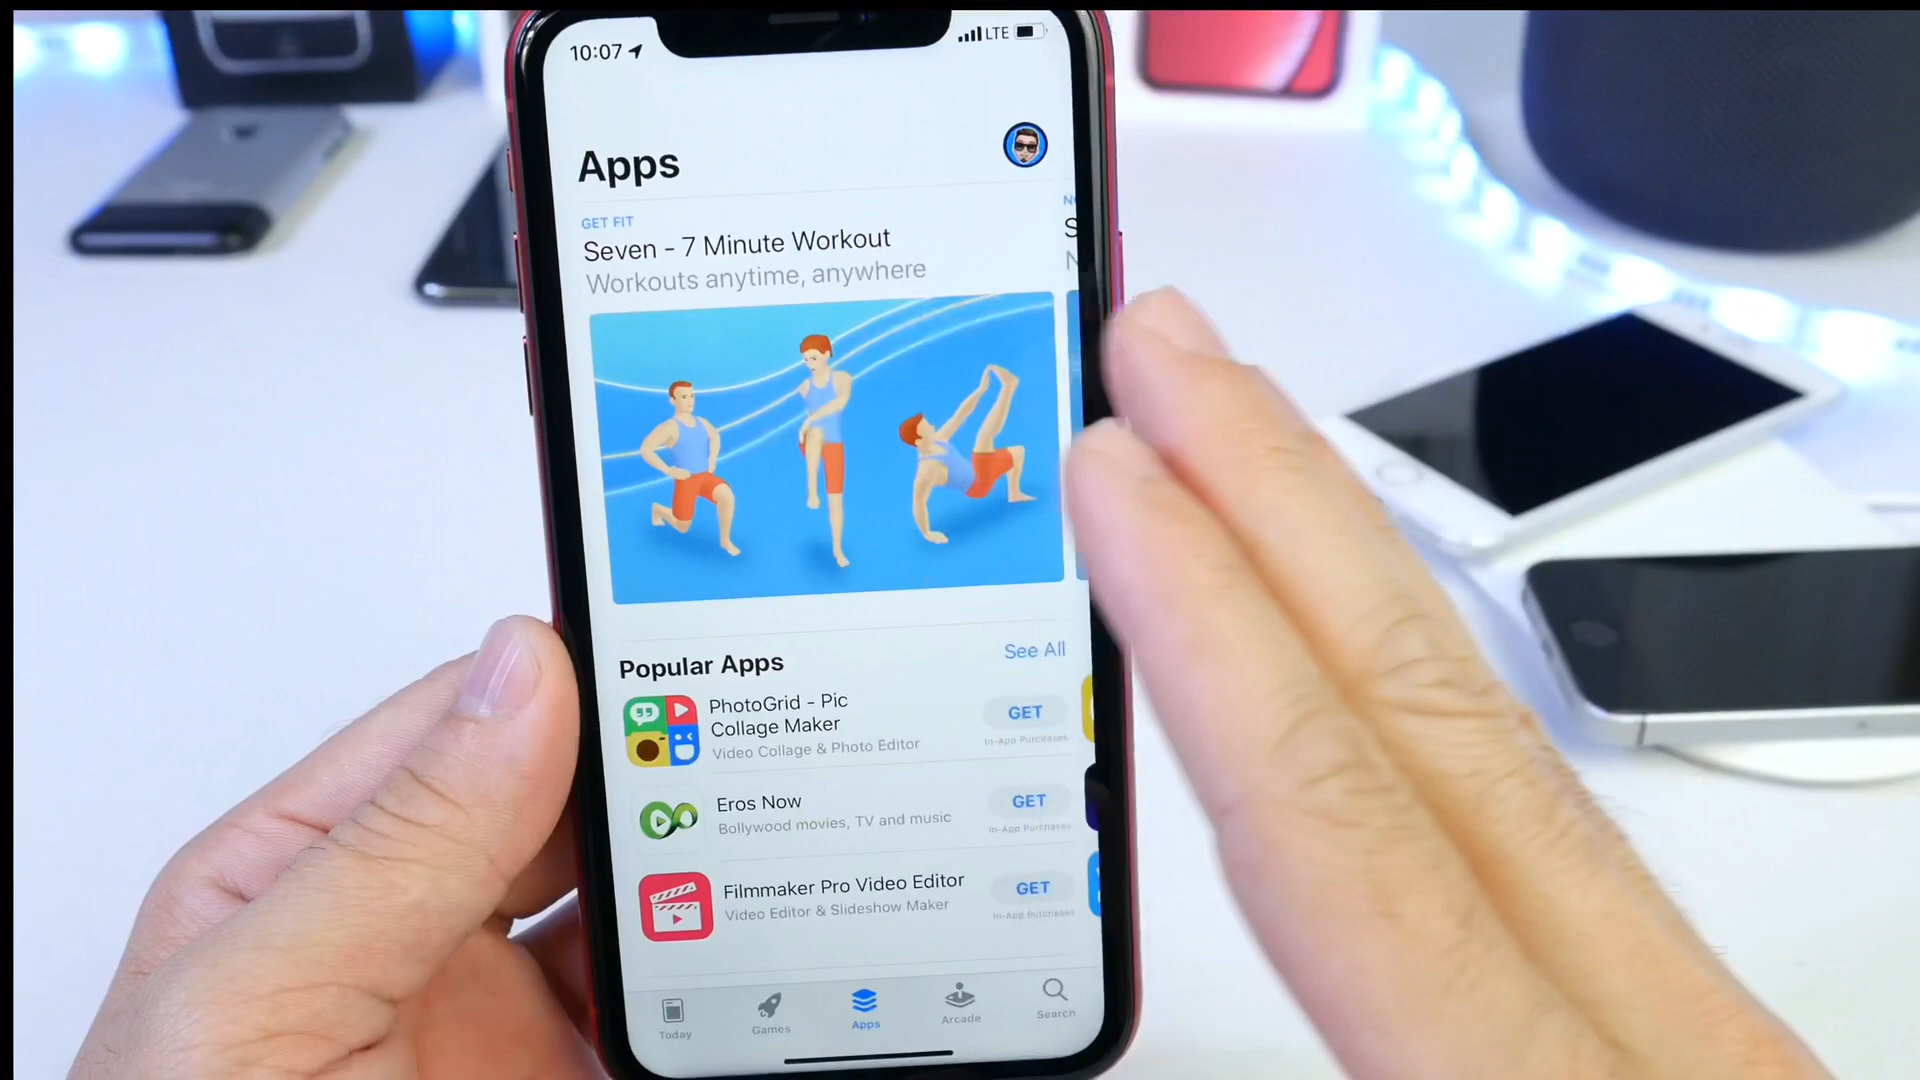 10:07
LTE
Apps
GET FIT
Seven - 7 Minute Workout
Workouts anytime, anywhere
Popular Apps
See All
PhotoGrid - Pic
Collage Maker
Video Collage & Photo Editor
GET
In-App Purchases
Eros Now
Bollywood movies, TV and music
GET
In-App Purchases
Filmmaker Pro Video Editor
Video Editor & Slideshow Maker
GET
In-App Purchases
Today
Games
Apps
Arcade
Search